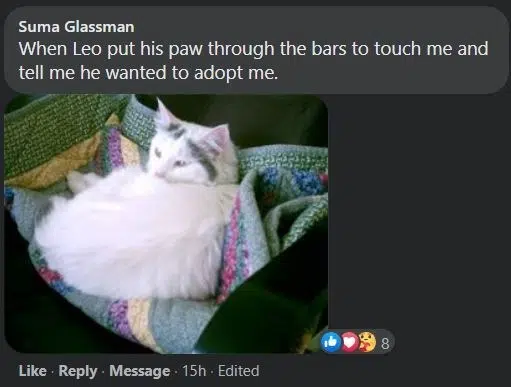 Suma Glassman
When Leo put his paw through the bars to touch me and
tell me he wanted to adopt me.
8
Like · Reply · Message · 15h · Edited